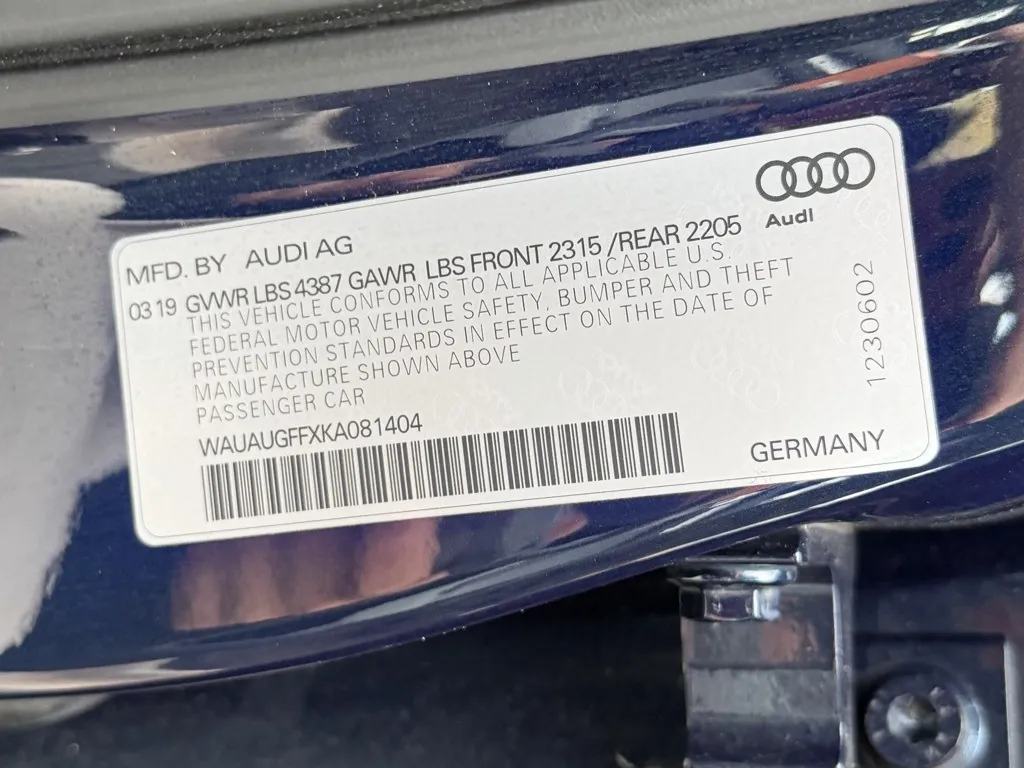 Audi
MFD. BY AUDI AG
03 19 GVWR LBS 4387 GAWR LBS FRONT 2315 /REAR 2205
THIS VEHICLE CONFORMS TO ALL APPLICABLE U.S.
FEDERAL MOTOR VEHICLE SAFETY, BUMPER AND THEFT
PREVENTION STANDARDS IN EFFECT ON THE DATE OF
MANUFACTURE SHOWN ABOVE
PASSENGER CAR
WAUAUGFFXKA081404
GERMANY
1230602